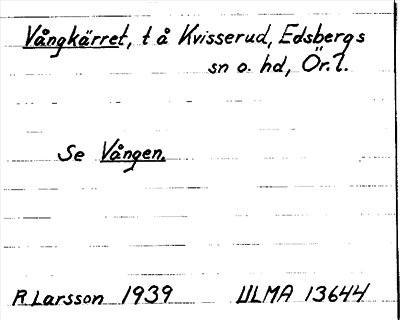 Vångkärret, t å Kvisserud, Edsbergs
sn o. hd, Ör. l.
Se Vången.
R Larsson 1939 ULMA 13644